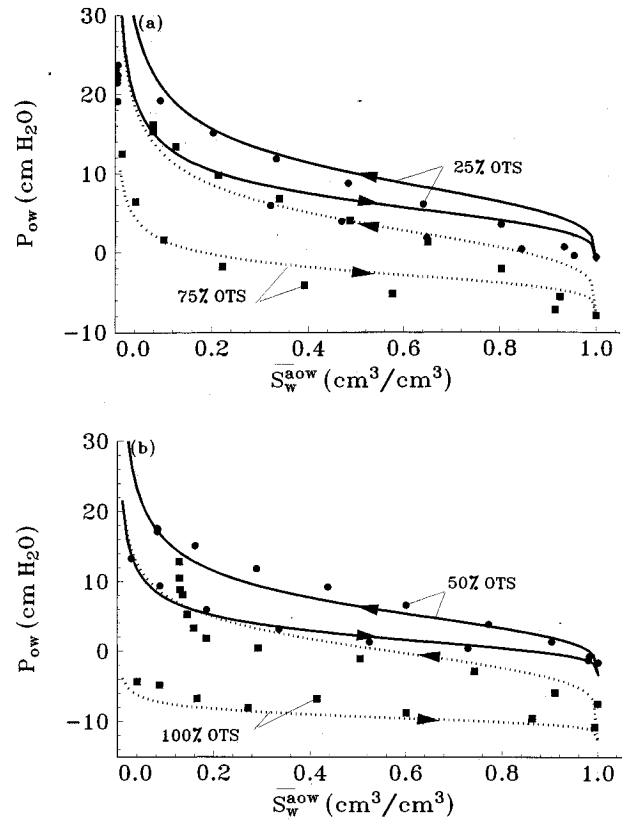 (a)
30
20
10
0
-10
P_ow (cm H2O)
25% OTS
75% OTS
0.0 0.2 0.4 0.6 0.8 1.0
S_w^aow (cm³/cm³)
(b)
30
20
10
0
-10
P_ow (cm H2O)
50% OTS
100% OTS
0.0 0.2 0.4 0.6 0.8 1.0
S_w^aow (cm³/cm³)